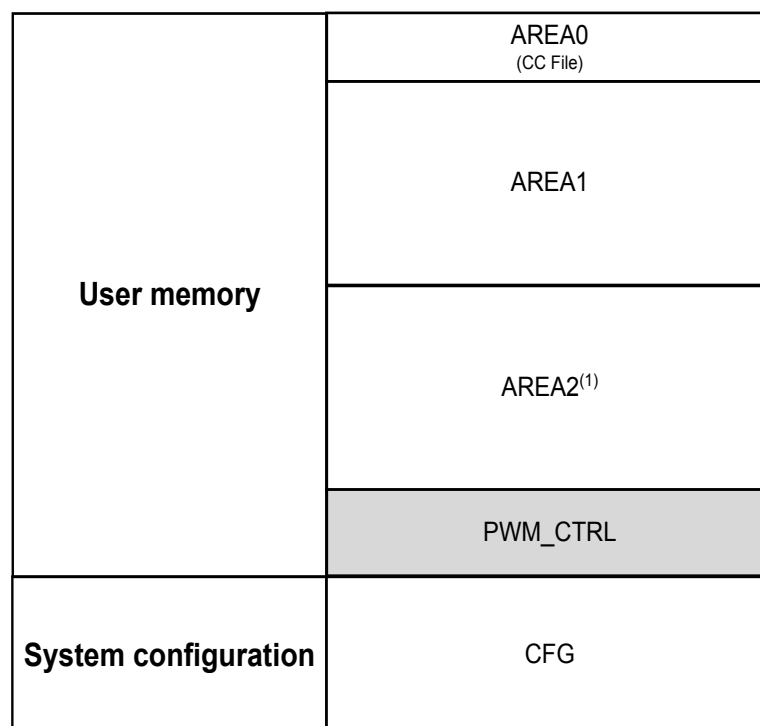 AREA0
(CC File)
AREA1
User memory
AREA2(1)
PWM_CTRL
System configuration
CFG